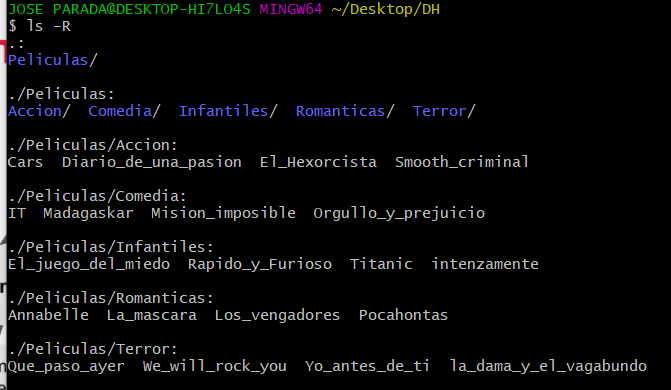 JOSE PARADA@DESKTOP-HI7LO4S MINGW64 ~/Desktop/DH
$ ls -R
.:
Peliculas/
./Peliculas:
Accion/  Comedia/  Infantiles/  Romanticas/  Terror/
./Peliculas/Accion:
Cars  Diario_de_una_pasion  El_Hexorcista  Smooth_criminal
./Peliculas/Comedia:
IT  Madagaskar  Mision_imposible  Orgullo_y_prejuicio
./Peliculas/Infantiles:
El_juego_del_miedo  Rapido_y_Furioso  Titanic  intenzamente
./Peliculas/Romanticas:
Annabelle  La_mascara  Los_vengadores  Pocahontas
./Peliculas/Terror:
Que_paso_ayer  We_will_rock_you  Yo_antes_de_ti  la_dama_y_el_vagabundo